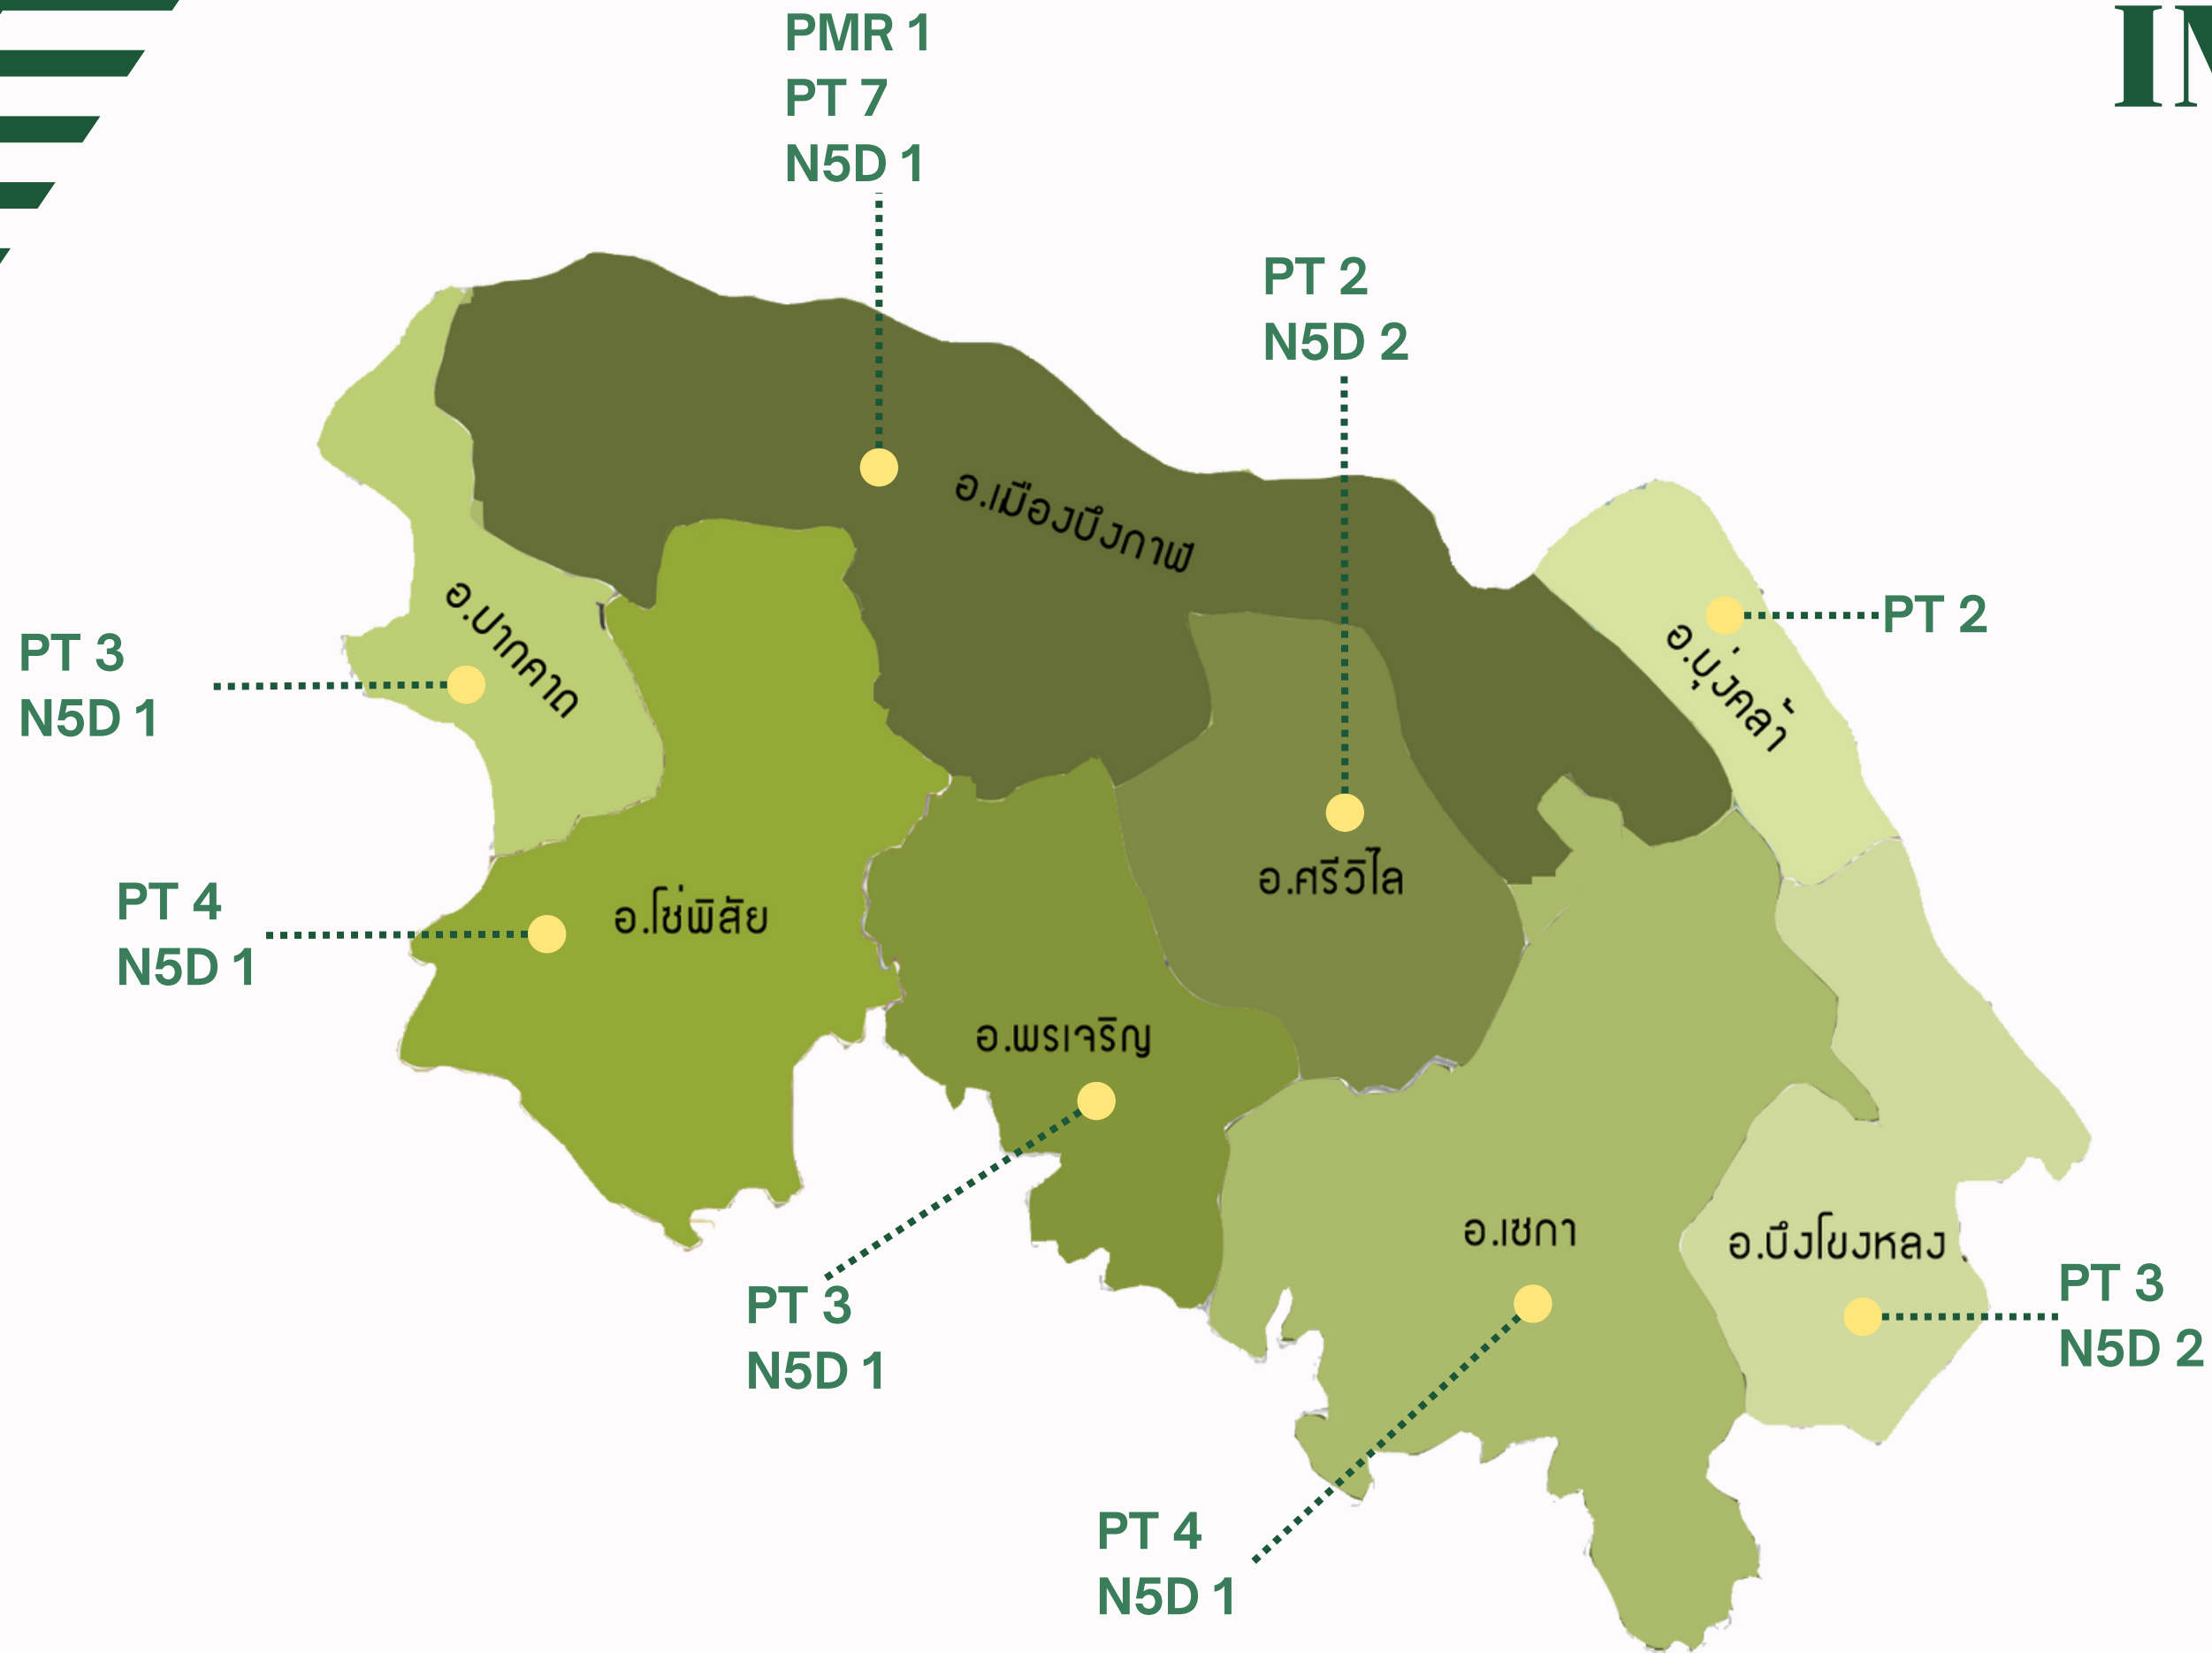 PMR 1
PT 7
N5D 1
PT 2
N5D 2
อ.เมืองบึงกาฬ
PT 2
อ.บุ่งคล้า
อ.ปากคาด
PT 3
N5D 1
อ.ศรีวิไล
PT 4
N5D 1
อ.โซ่พิสัย
อ.พรเจริญ
อ.เซกา
อ.บึงโขงหลง
PT 3
N5D 2
PT 3
N5D 1
PT 4
N5D 1